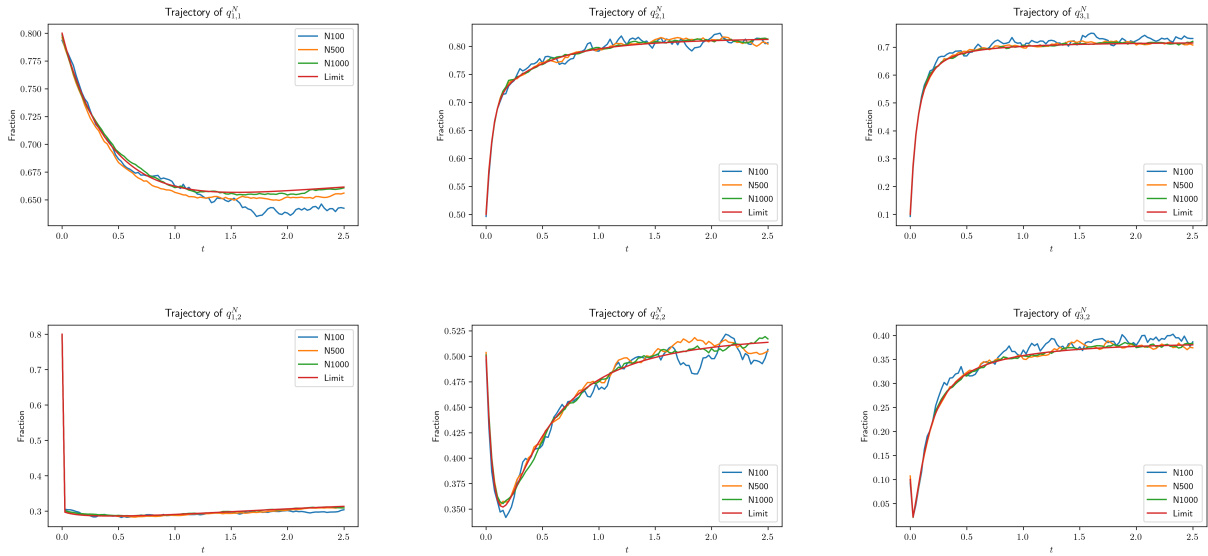 Trajectory of $q_{1,1}^N$
Fraction
0.800
0.775
0.750
0.725
0.700
0.675
0.650
N100
N500
N1000
Limit
0.0 0.5 1.0 1.5 2.0 2.5
t
Trajectory of $q_{2,1}^N$
Fraction
0.80
0.75
0.70
0.65
0.60
0.55
0.50
N100
N500
N1000
Limit
0.0 0.5 1.0 1.5 2.0 2.5
t
Trajectory of $q_{3,1}^N$
Fraction
0.7
0.6
0.5
0.4
0.3
0.2
0.1
N100
N500
N1000
Limit
0.0 0.5 1.0 1.5 2.0 2.5
t
Trajectory of $q_{1,2}^N$
Fraction
0.8
0.7
0.6
0.5
0.4
0.3
N100
N500
N1000
Limit
0.0 0.5 1.0 1.5 2.0 2.5
t
Trajectory of $q_{2,2}^N$
Fraction
0.525
0.500
0.475
0.450
0.425
0.400
0.375
0.350
N100
N500
N1000
Limit
0.0 0.5 1.0 1.5 2.0 2.5
t
Trajectory of $q_{3,2}^N$
Fraction
0.40
0.35
0.30
0.25
0.20
0.15
0.10
0.05
N100
N500
N1000
Limit
0.0 0.5 1.0 1.5 2.0 2.5
t